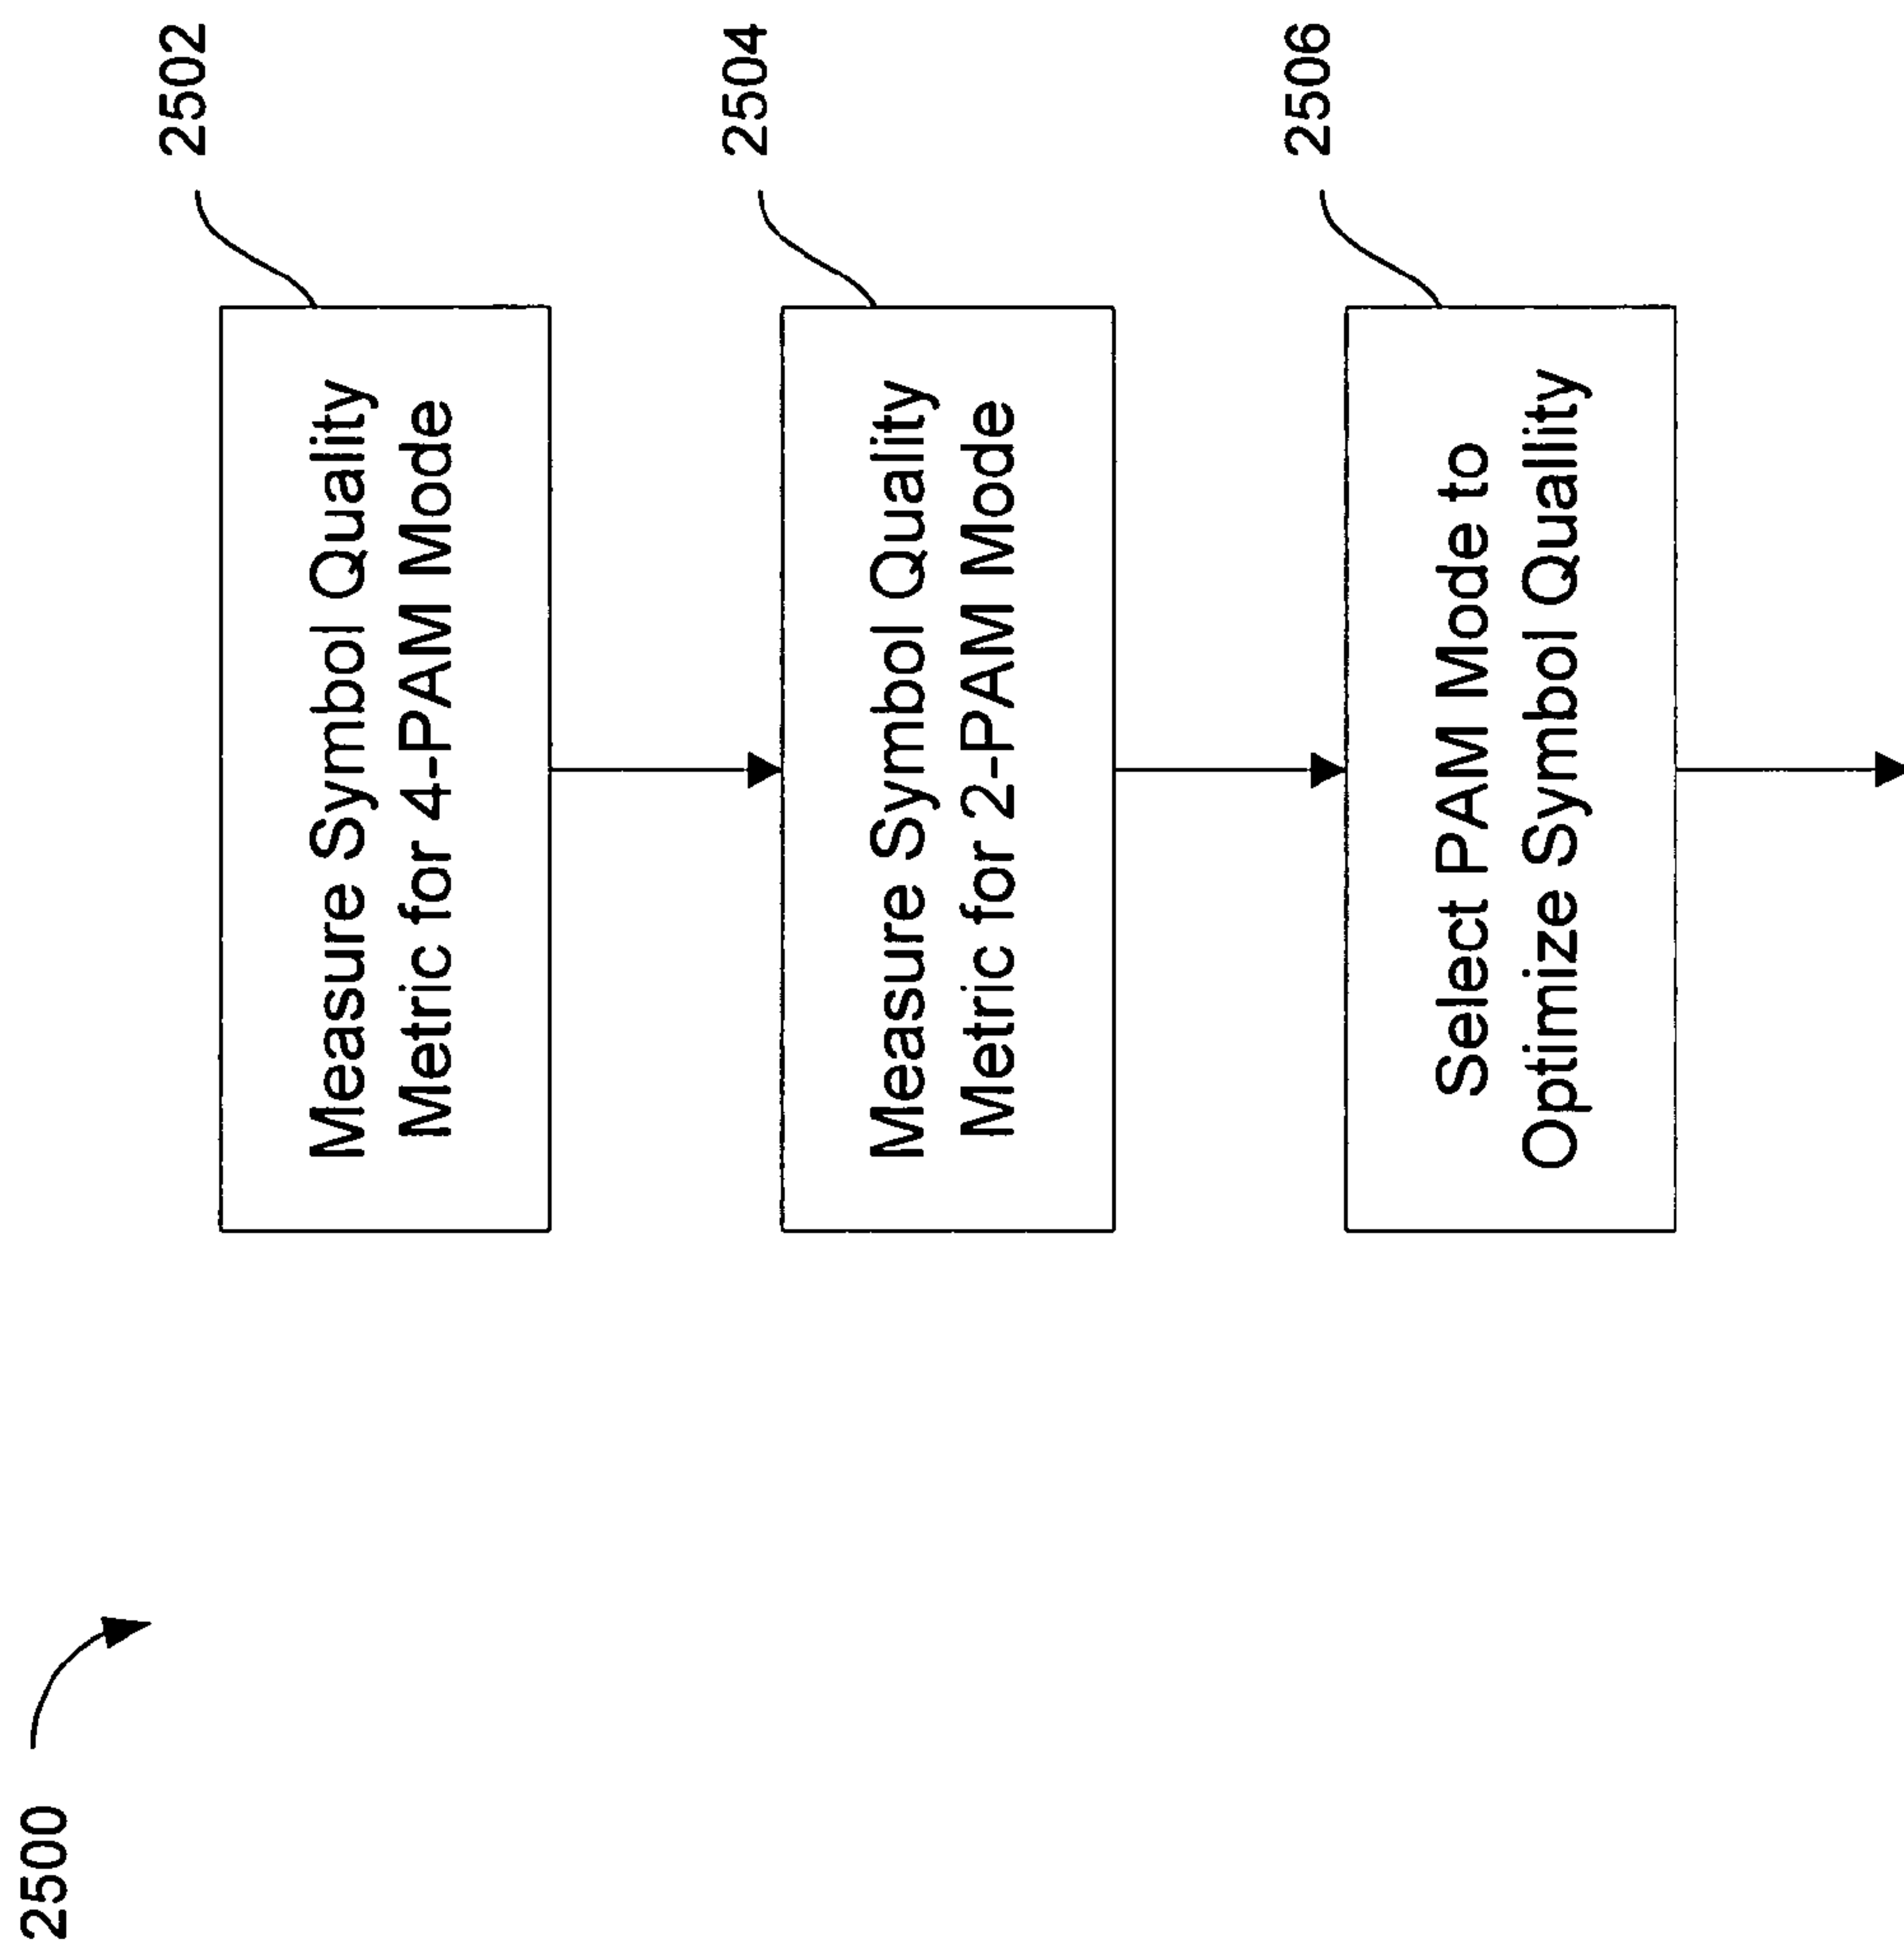 2500
2502
Measure Symbol Quality
Metric for 4-PAM Mode
2504
Measure Symbol Quality
Metric for 2-PAM Mode
2506
Select PAM Mode to
Optimize Symbol Quallity